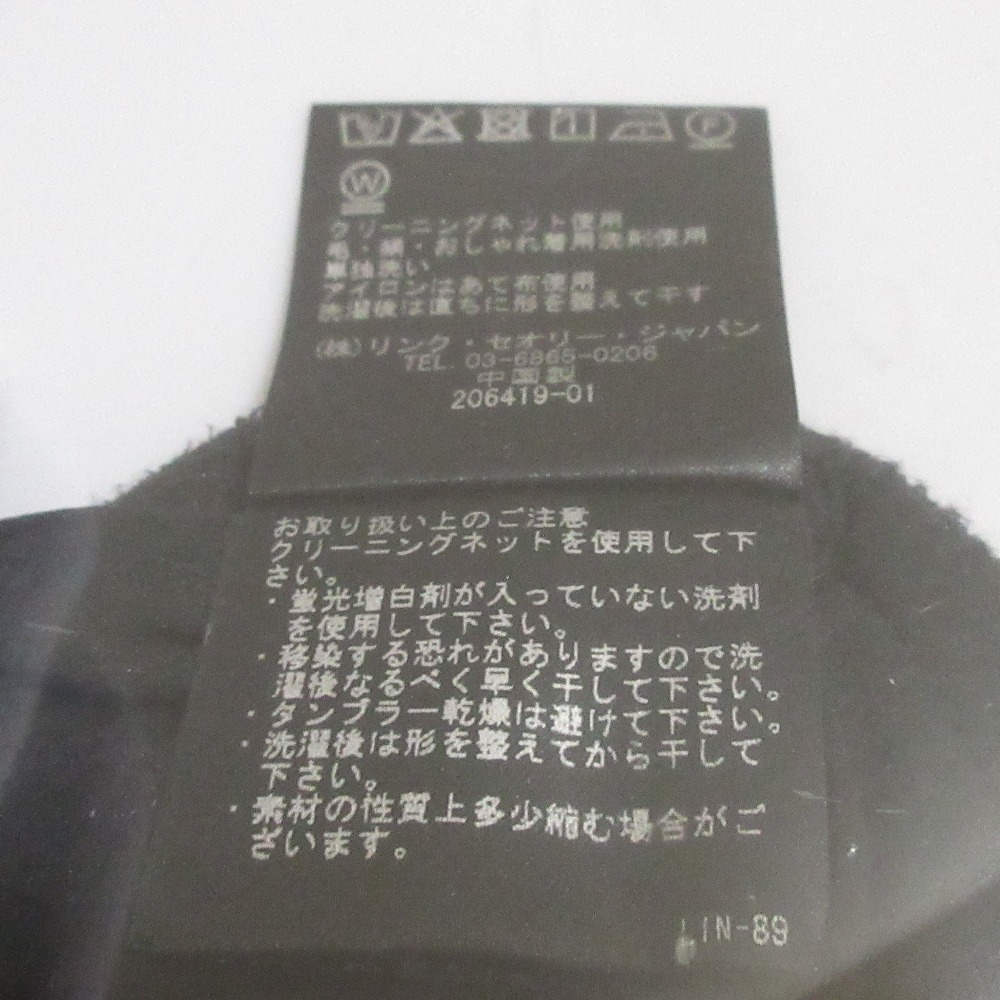 P
W
クリーニングネット使用
毛・絹・おしゃれ着用洗剤使用
単独洗い
アイロンはあて布使用
洗濯後は直ちに形を整えて干す
(株)リンク・セオリー・ジャパン
TEL. 03-6865-0206
中国製
206419-01
お取り扱い上のご注意
クリーニングネットを使用して下
さい。
・蛍光増白剤が入っていない洗剤
を使用して下さい。
・移染する恐れがありますので洗
濯後なるべく早く干して下さい。
・タンブラー乾燥は避けて下さい。
・洗濯後は形を整えてから干して
下さい。
・素材の性質上多少縮む場合がご
ざいます。
LIN-89